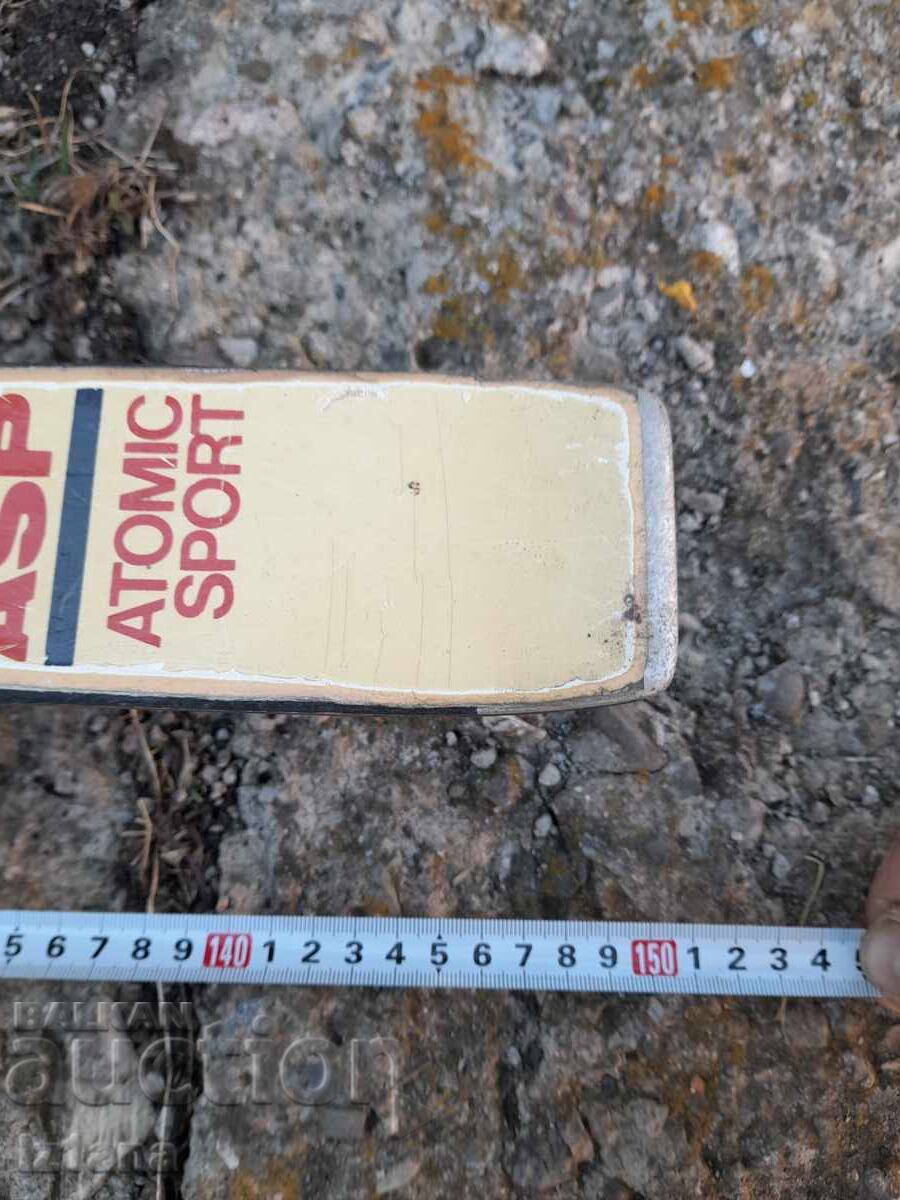 ASP
ATOMIC
SPORT
5 6 7 8 9 140 1 2 3 4 5 6 7 8 9 150 1 2 3 4
BALKAN
auction
iz1ana